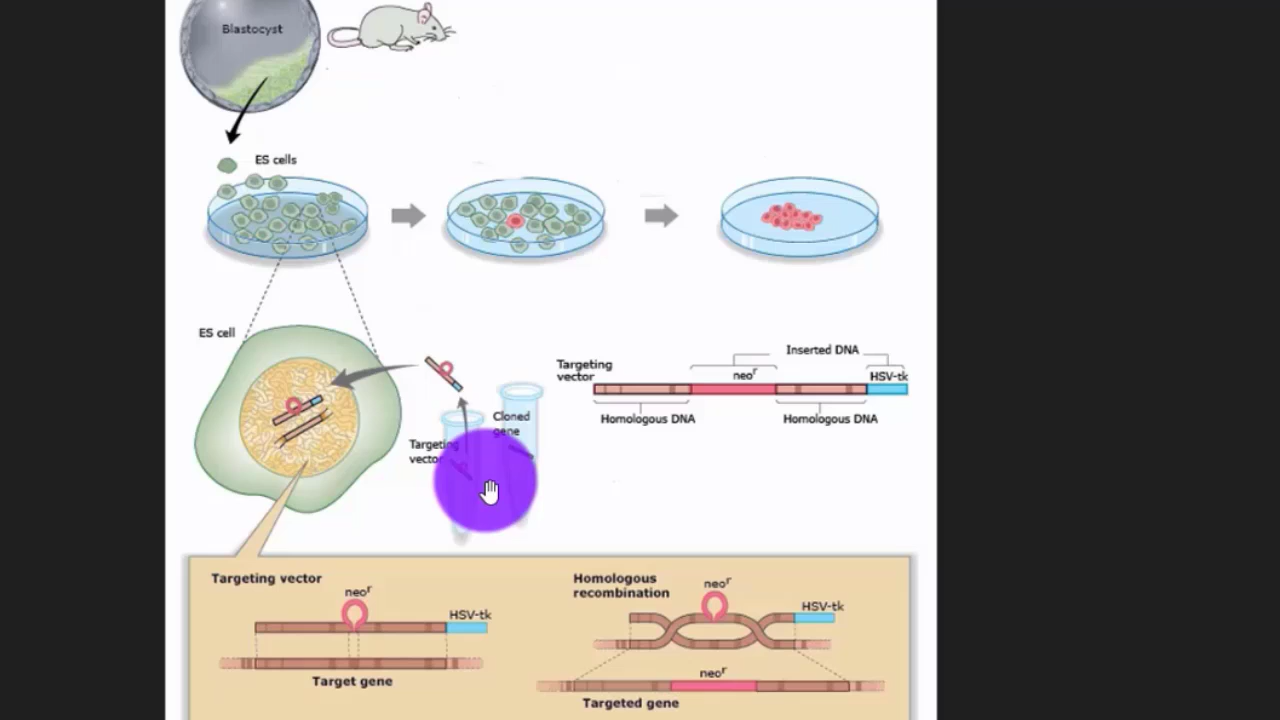 Blastocyst
ES cells
ES cell
Targeting
vector
Inserted DNA
neoʳ
HSV-tk
Homologous DNA
Homologous DNA
Cloned
gene
Targeting
vector
Targeting vector
neoʳ
HSV-tk
Target gene
Homologous
recombination
neoʳ
HSV-tk
neoʳ
Targeted gene